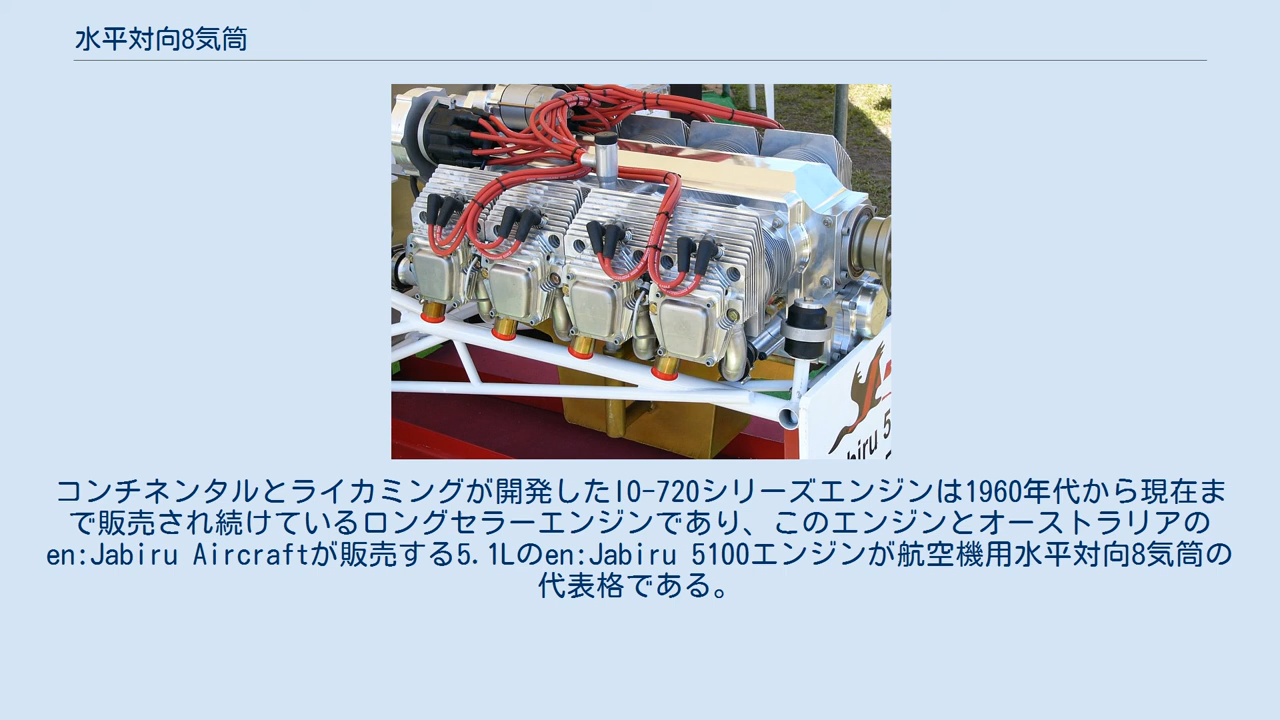 水平対向8気筒
biru 5
コンチネンタルとライカミングが開発したIO-720シリーズエンジンは1960年代から現在ま
で販売され続けているロングセラーエンジンであり、このエンジンとオーストラリアの
en:Jabiru Aircraftが販売する5.1Lのen:Jabiru 5100エンジンが航空機用水平対向8気筒の
代表格である。